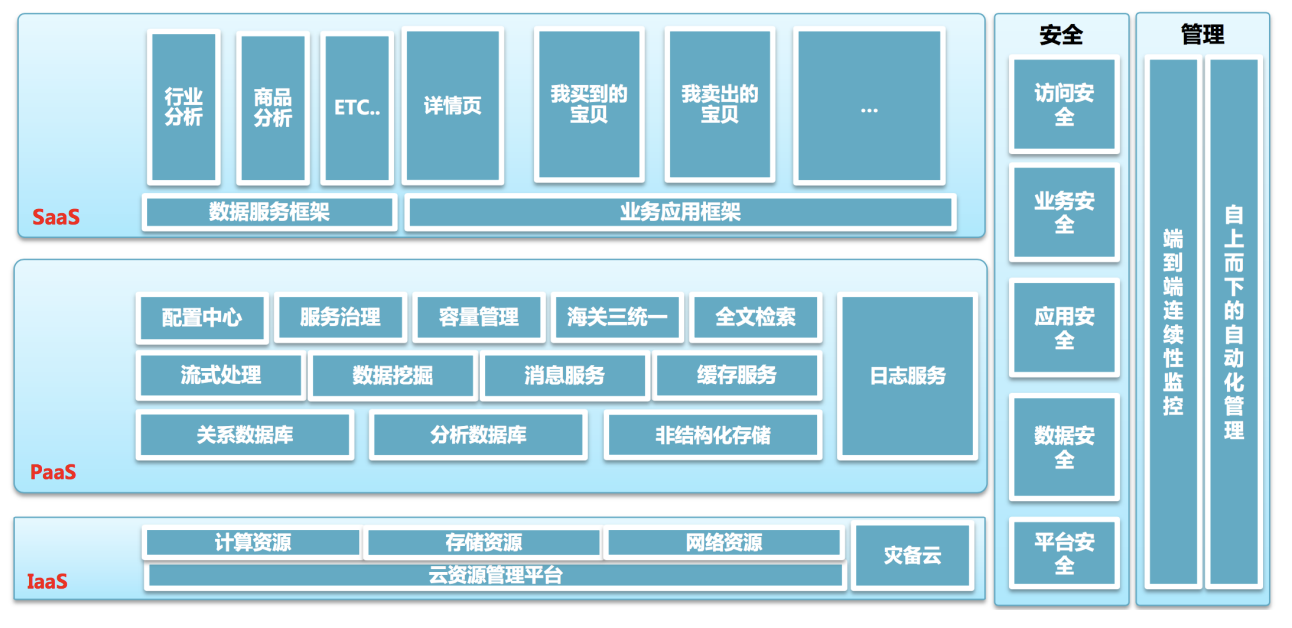 行业
分析
商品
分析
ETC..
详情页
我买到的
宝贝
我卖出的
宝贝
...
SaaS
数据服务框架
业务应用框架
配置中心
服务治理
容量管理
海关三统一
全文检索
流式处理
数据挖掘
消息服务
缓存服务
日志服务
关系数据库
分析数据库
非结构化存储
PaaS
计算资源
存储资源
网络资源
灾备云
云资源管理平台
IaaS
安全
访问安
全
业务安
全
应用安
全
数据安
全
平台安
全
管理
端到端连续性监控
自上而下的自动化管理